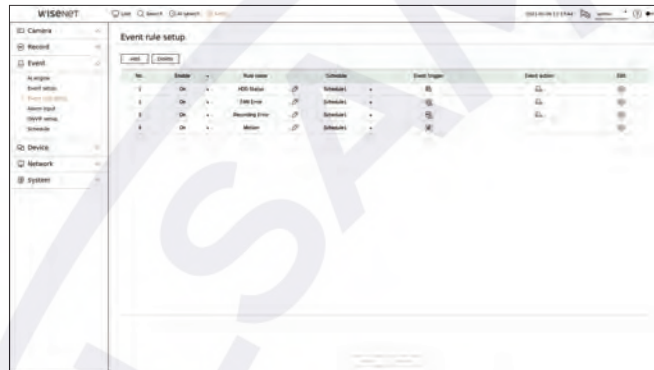 WISENET
Live Search AI search
Camera
Record
Event
AI engine
Event setup
Event rule setup
Alarm input
ONVIF setup
Schedule
Device
Network
System
Event rule setup
Add Delete
No. Enable Rule name Schedule Event trigger Event action Edit
1 On HDD Status Schedule1
2 On FAN Error Schedule1
3 On Recording Error Schedule1
4 On Motion Schedule1
SAM